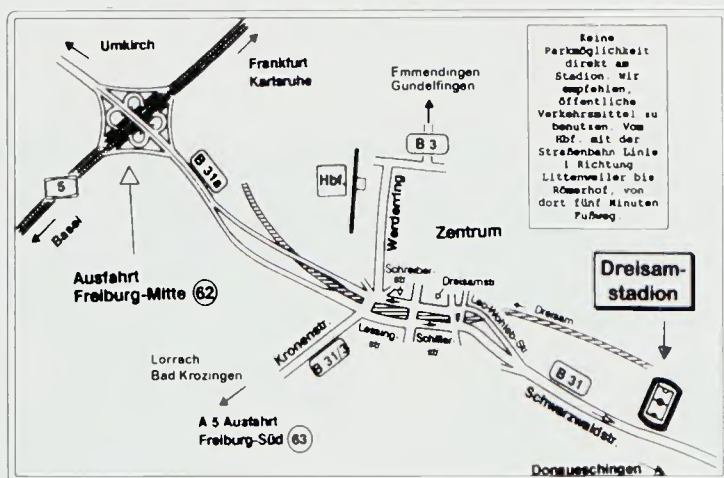 Umkirch
Frankfurt
Karlsruhe
Emmendingen
Gundelfingen
B 3
Keine
Parkmöglichkeit
direkt am
Stadion. Wir
empfehlen,
öffentliche
Verkehrsmittel zu
benutzen. Vom
Hbf. mit der
Straßenbahn Linie
1 Richtung
Littenweiler bis
Römerhof, von
dort fünf Minuten
Fußweg.
5
Basel
B 31a
Hbf.
Werderring
Zentrum
Ausfahrt
Freiburg-Mitte 62
Schreiber-
str
Dreisamstr
Leo-Wohleb-Str
Dreisam
Dreisam-
stadion
Kronenstr.
Lessing-
str
Schiller-
str
B 31/3
B 31
Schwarzwaldstr.
Lorrach
Bad Krozingen
A 5 Ausfahrt
Freiburg-Süd 63
Donaueschingen